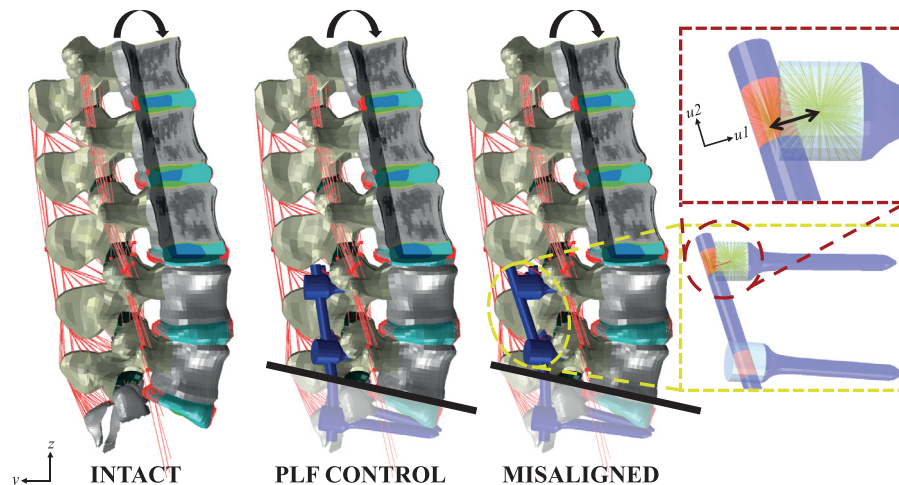 u2
u1
z
y
INTACT
PLF CONTROL
MISALIGNED